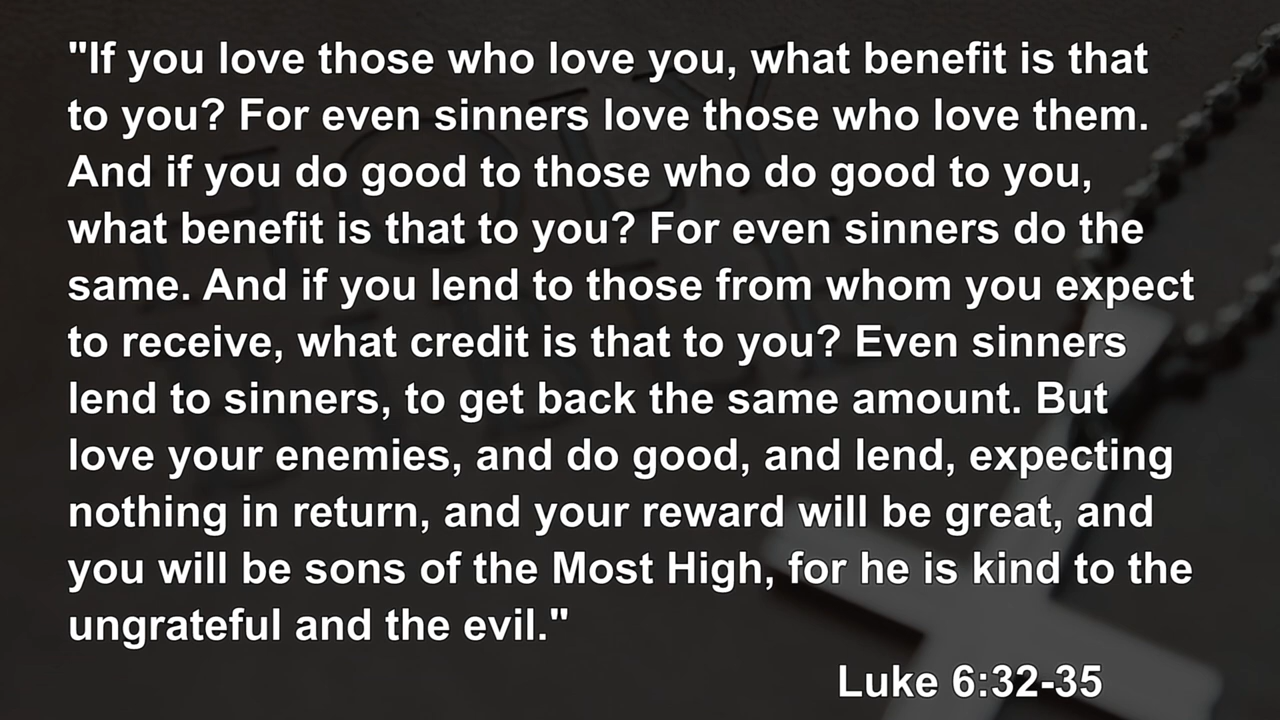 "If you love those who love you, what benefit is that
to you? For even sinners love those who love them.
And if you do good to those who do good to you,
what benefit is that to you? For even sinners do the
same. And if you lend to those from whom you expect
to receive, what credit is that to you? Even sinners
lend to sinners, to get back the same amount. But
love your enemies, and do good, and lend, expecting
nothing in return, and your reward will be great, and
you will be sons of the Most High, for he is kind to the
ungrateful and the evil."
Luke 6:32-35
HOLY
BIBLE